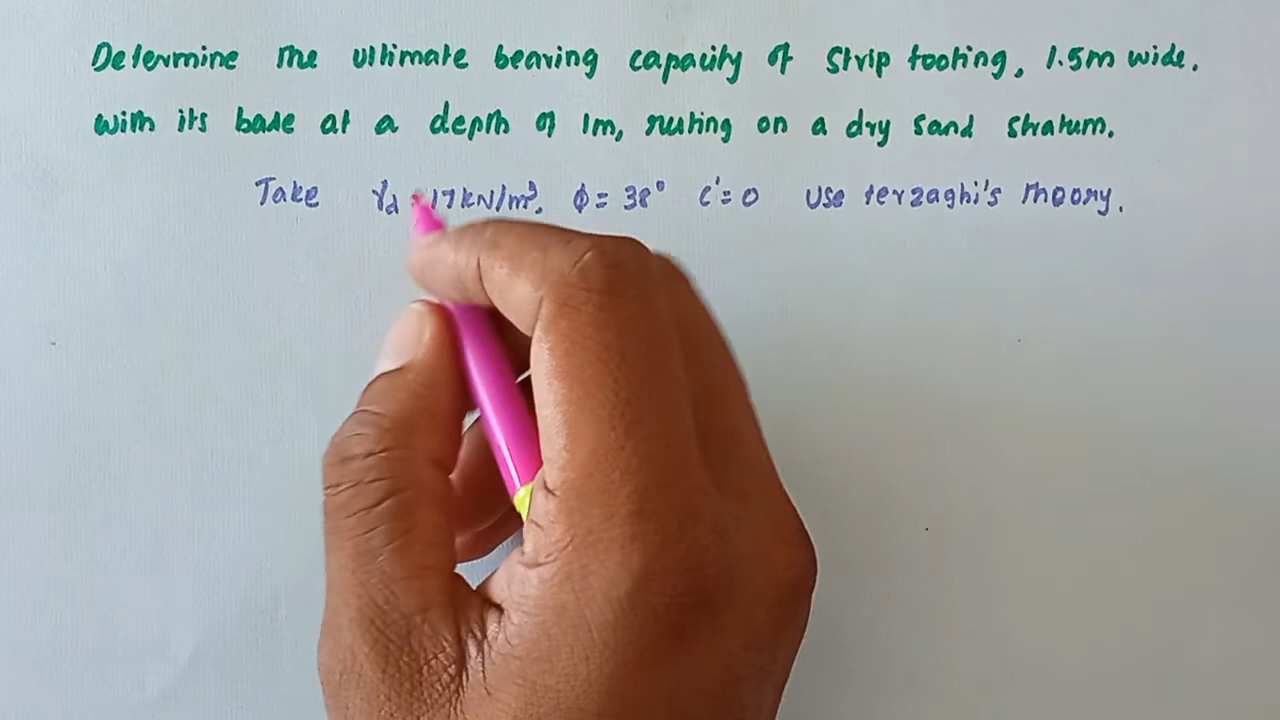 Determine the ultimate bearing capacity of strip footing, 1.5m wide.
with its base at a depth of 1m, resting on a dry sand stratum.
Take γd = 17kN/m³. ϕ = 38° c' = 0 Use terzaghi's theory.